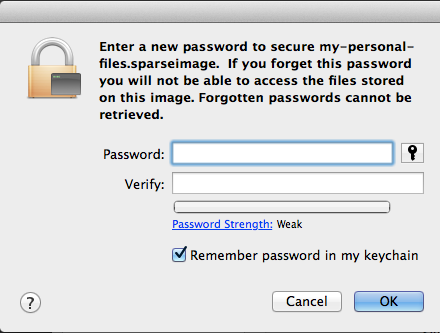 Enter a new password to secure my-personal-
files.sparseimage.  If you forget this password
you will not be able to access the files stored
on this image. Forgotten passwords cannot be
retrieved.
Password:
Verify:
Password Strength: Weak
Remember password in my keychain
? Cancel OK